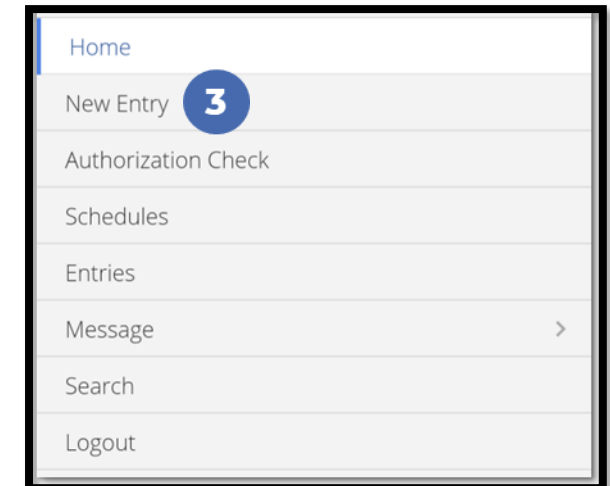 Home
New Entry 3
Authorization Check
Schedules
Entries
Message
Search
Logout